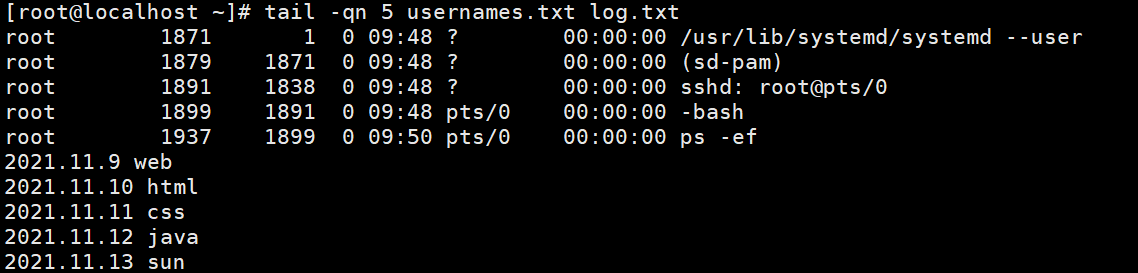 [root@localhost ~]# tail -qn 5 usernames.txt log.txt
root        1871       1  0 09:48 ?        00:00:00 /usr/lib/systemd/systemd --user
root        1879    1871  0 09:48 ?        00:00:00 (sd-pam)
root        1891    1838  0 09:48 ?        00:00:00 sshd: root@pts/0
root        1899    1891  0 09:48 pts/0    00:00:00 -bash
root        1937    1899  0 09:50 pts/0    00:00:00 ps -ef
2021.11.9 web
2021.11.10 html
2021.11.11 css
2021.11.12 java
2021.11.13 sun